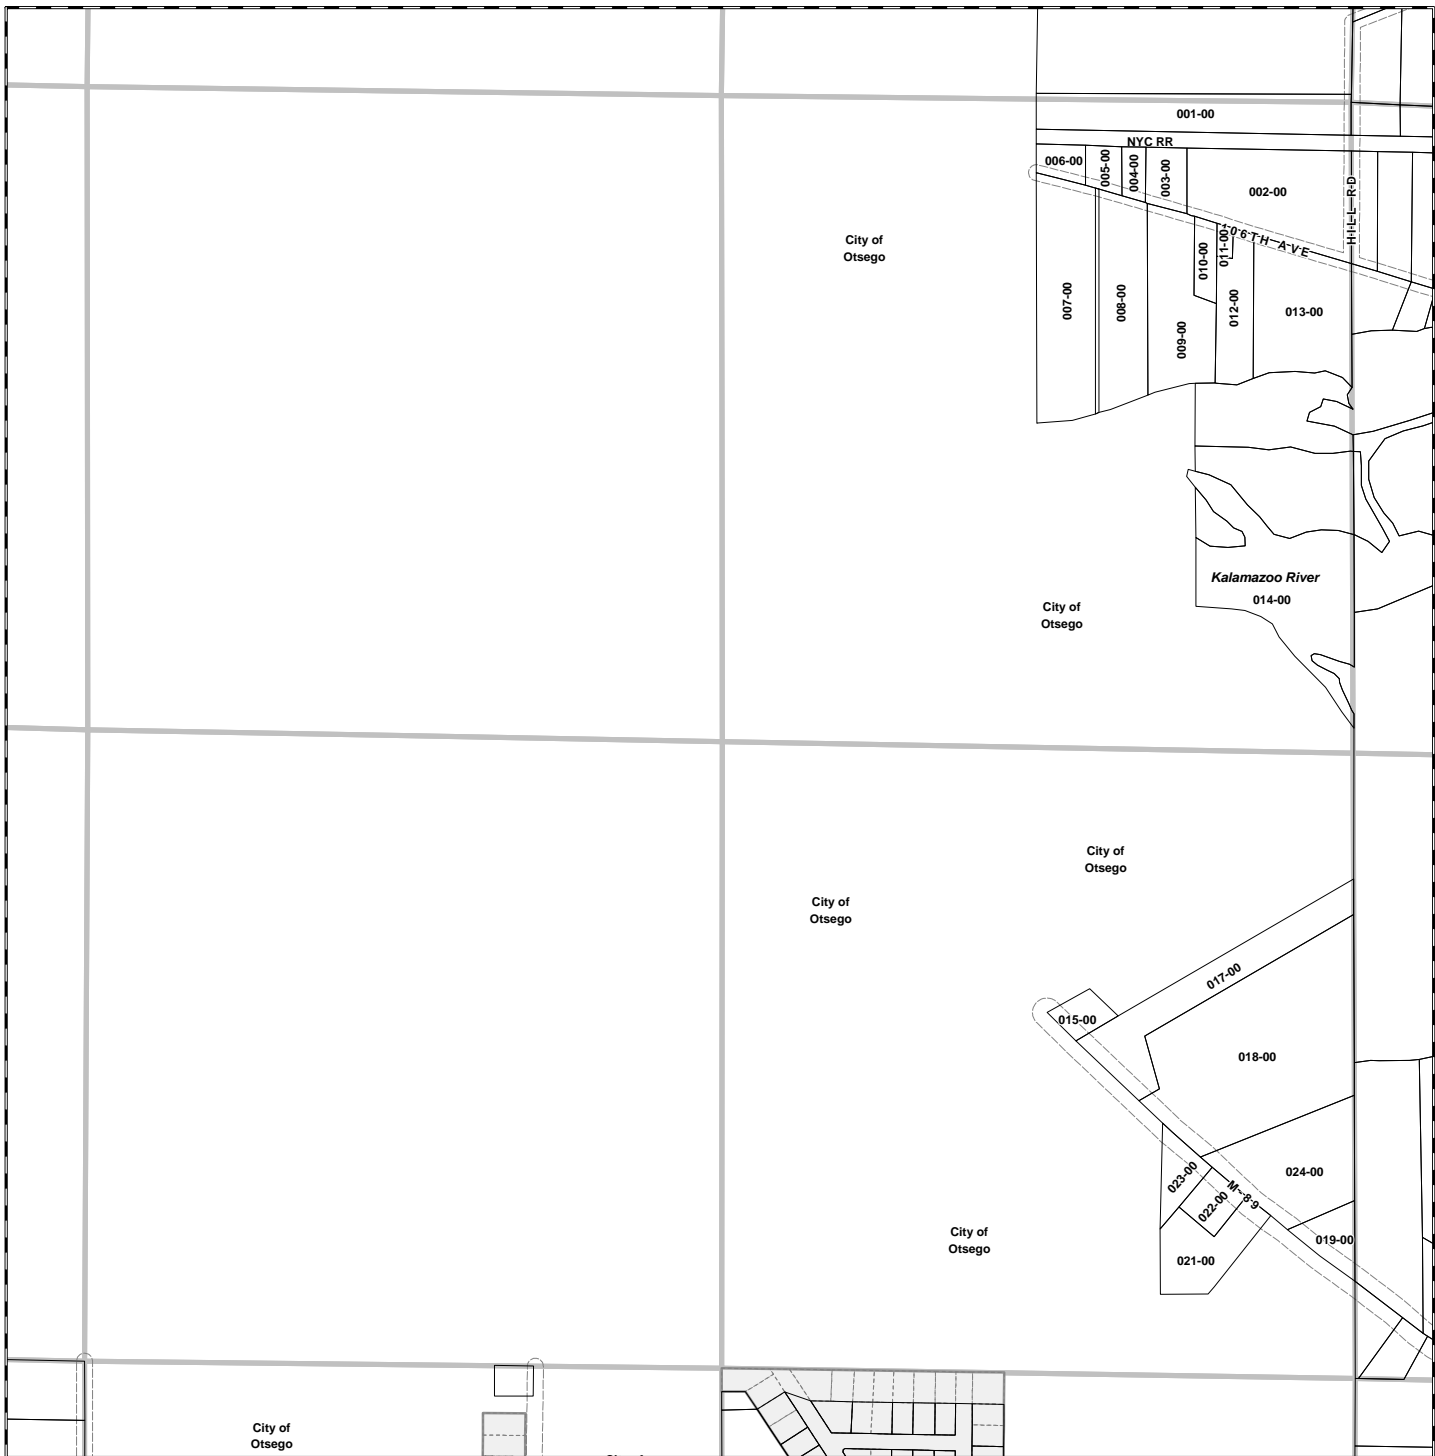 001-00
NYC RR
006-00
005-00
004-00
003-00
002-00
HILL RD
106TH AVE
City of
Otsego
007-00
008-00
009-00
010-00
011-00
012-00
013-00
Kalamazoo River
014-00
City of
Otsego
City of
Otsego
City of
Otsego
017-00
015-00
018-00
024-00
023-00
022-00
M-89
019-00
021-00
City of
Otsego
City of
Otsego